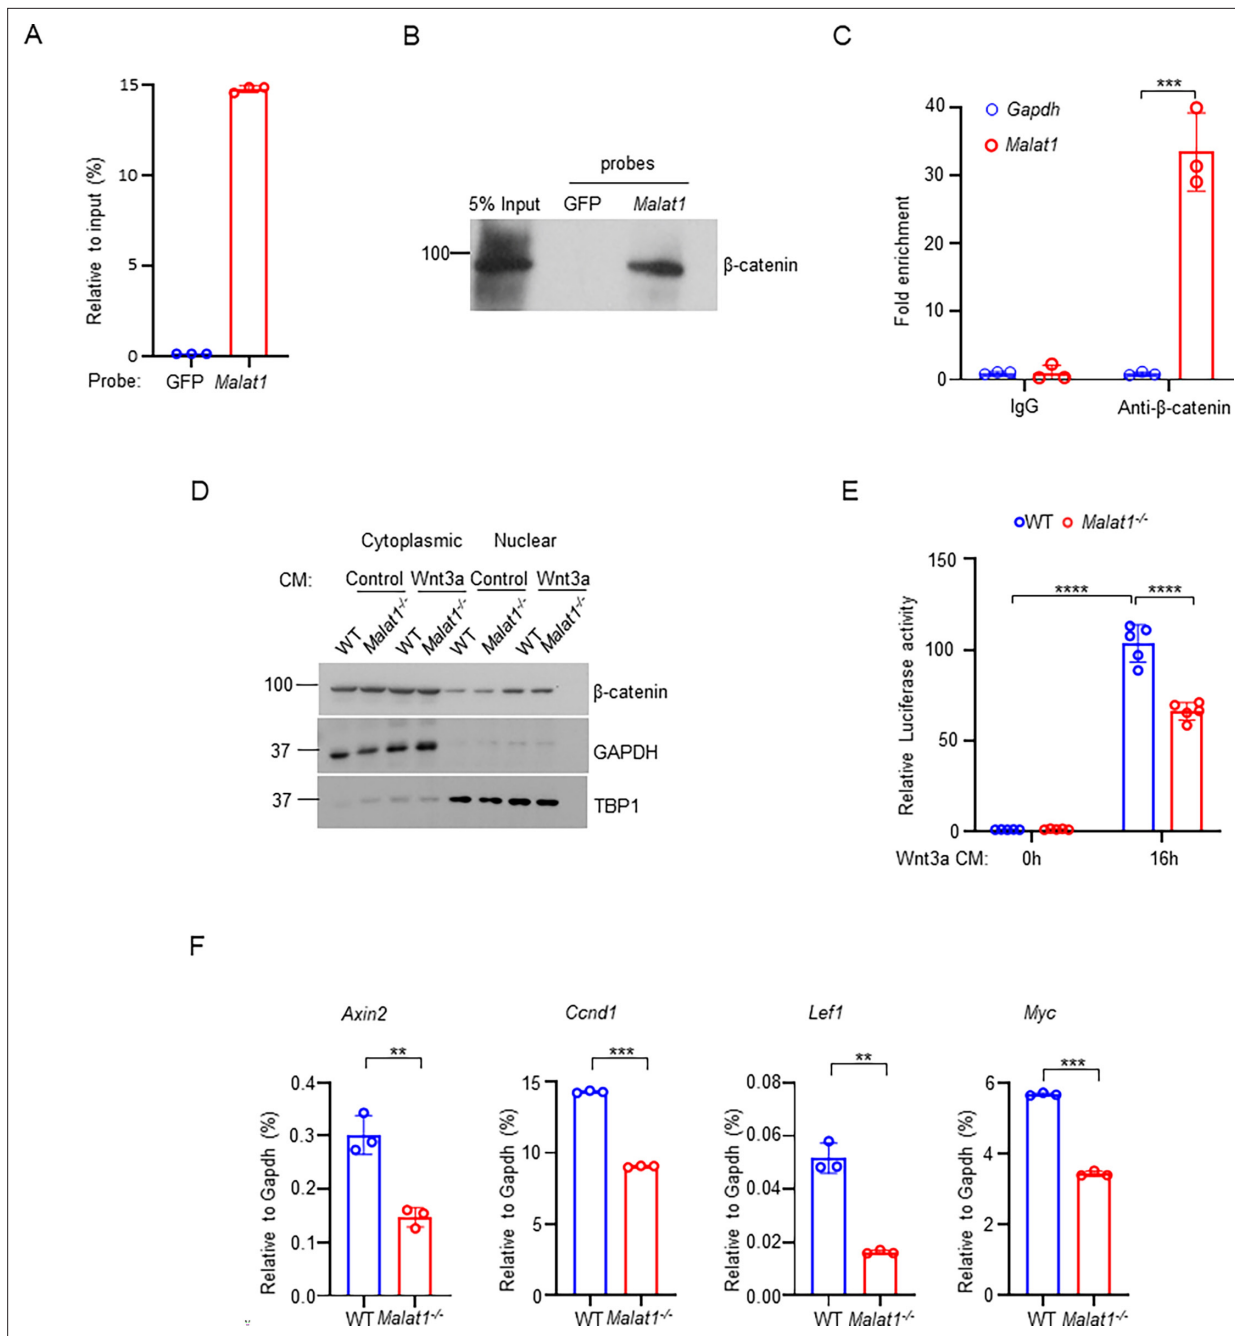 A
15
10
5
0
Relative to input (%)
Probe: GFP Malat1
B
probes
5% Input GFP Malat1
100
β-catenin
C
***
Gapdh
Malat1
40
30
20
10
0
Fold enrichment
IgG Anti-β-catenin
D
Cytoplasmic Nuclear
CM: Control Wnt3a Control Wnt3a
WT Malat1-/- WT Malat1-/- WT Malat1-/- WT Malat1-/-
100 β-catenin
37 GAPDH
37 TBP1
E
WT Malat1-/-
150
100
50
0
**** ****
Relative Luciferase activity
Wnt3a CM: 0h 16h
F
Axin2
**
0.4
0.3
0.2
0.1
0.0
Relative to Gapdh (%)
WT Malat1-/-
Ccnd1
***
15
10
5
0
Relative to Gapdh (%)
WT Malat1-/-
Lef1
**
0.08
0.06
0.04
0.02
0.00
Relative to Gapdh (%)
WT Malat1-/-
Myc
***
6
4
2
0
Relative to Gapdh (%)
WT Malat1-/-